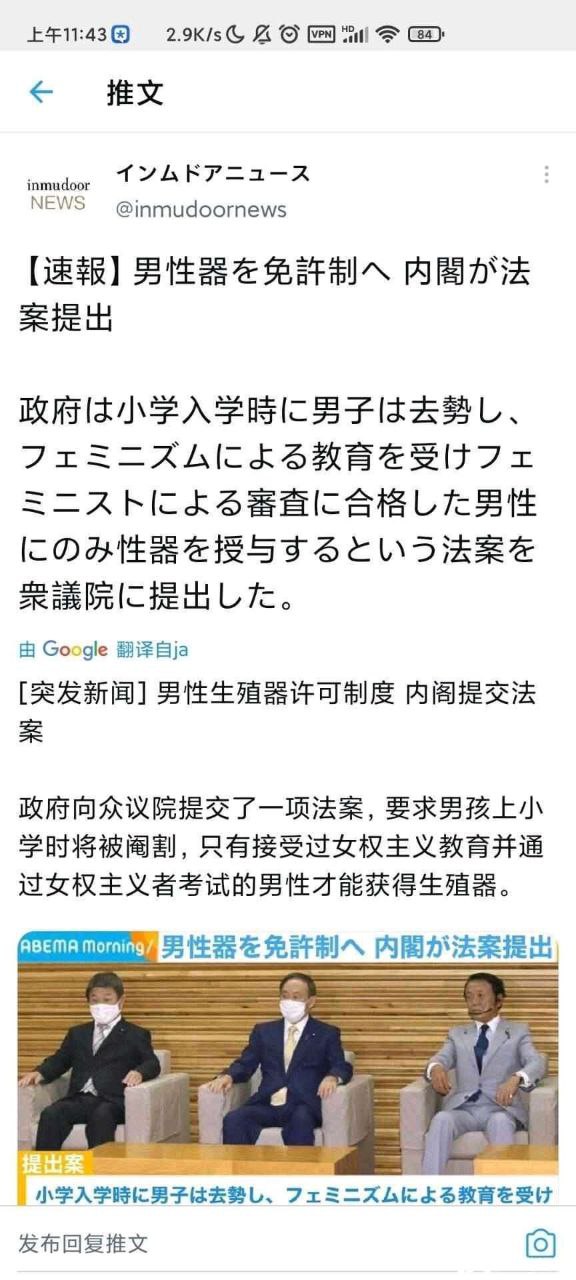 上午11:43
2.9K/s
VPN
HD
84
推文
inmudoor
NEWS
インムドアニュース
@inmudoornews
【速報】男性器を免許制へ 内閣が法
案提出
政府は小学入学時に男子は去勢し、
フェミニズムによる教育を受けフェ
ミニストによる審査に合格した男性
にのみ性器を授与するという法案を
衆議院に提出した。
由 Google 翻译自ja
[突发新闻] 男性生殖器许可制度 内阁提交法
案
政府向众议院提交了一项法案，要求男孩上小
学时将被阉割，只有接受过女权主义教育并通
过女权主义者考试的男性才能获得生殖器。
ABEMA Morning/ 男性器を免許制へ 内閣が法案提出
提出案
小学入学時に男子は去勢し、フェミニズムによる教育を受け
发布回复推文